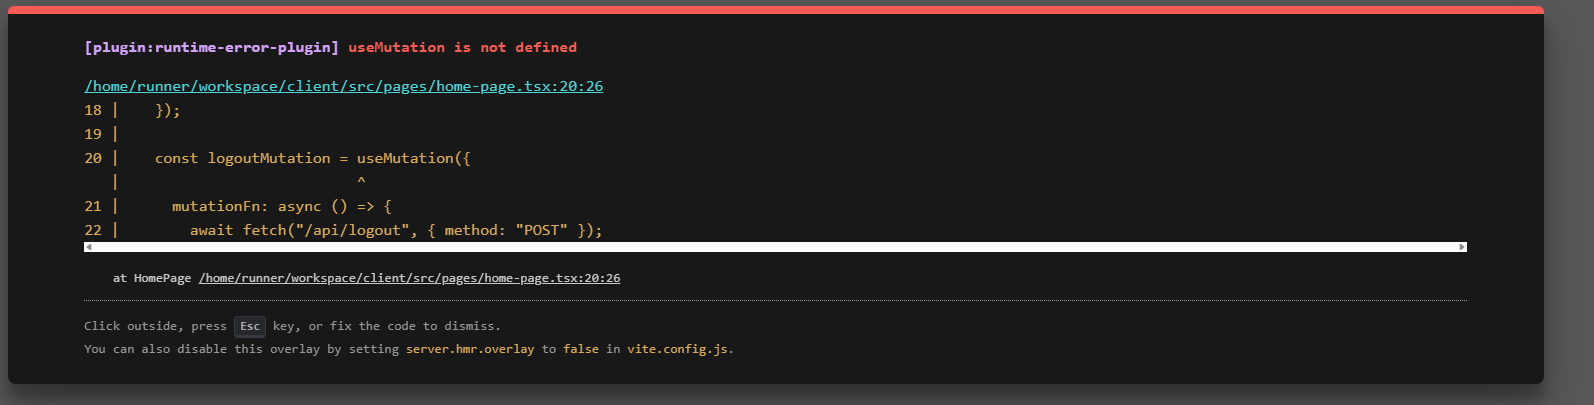 [plugin:runtime-error-plugin] useMutation is not defined
/home/runner/workspace/client/src/pages/home-page.tsx:20:26
18 |    });
19 |
20 |    const logoutMutation = useMutation({
   |                           ^
21 |      mutationFn: async () => {
22 |        await fetch("/api/logout", { method: "POST" });
at HomePage /home/runner/workspace/client/src/pages/home-page.tsx:20:26
Click outside, press Esc key, or fix the code to dismiss.
You can also disable this overlay by setting server.hmr.overlay to false in vite.config.js.